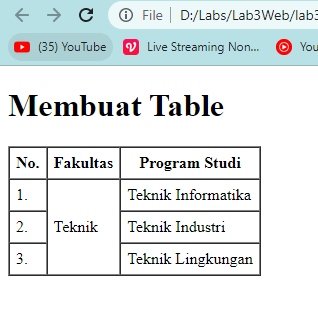 File D:/Labs/Lab3Web/lab3
(35) YouTube Live Streaming Non... You
Membuat Table
No. Fakultas Program Studi
1. Teknik Informatika
2. Teknik Teknik Industri
3. Teknik Lingkungan